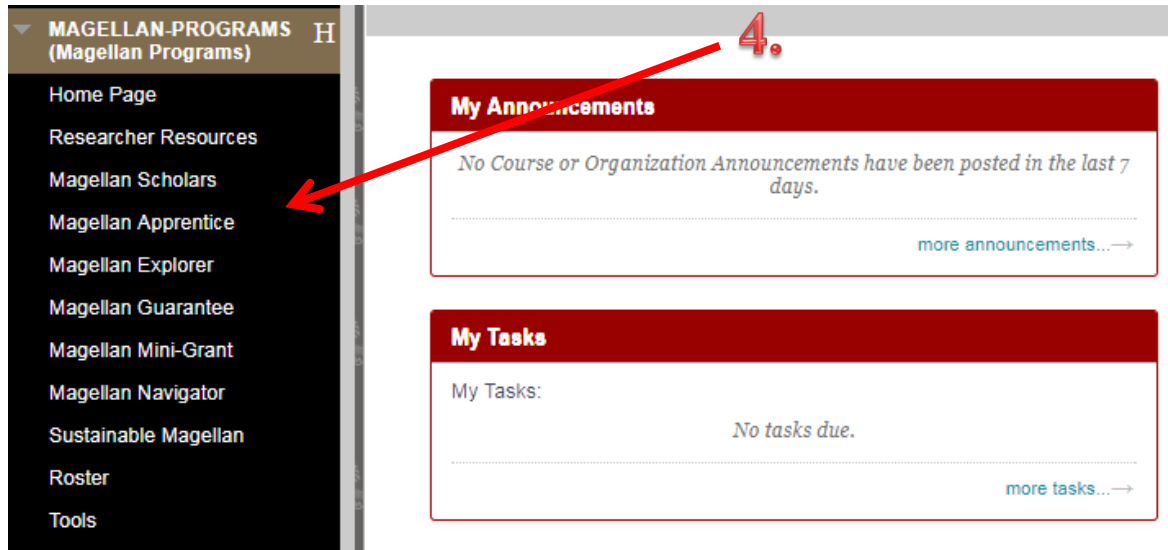 MAGELLAN-PROGRAMS H
(Magellan Programs)
Home Page
Researcher Resources
Magellan Scholars
Magellan Apprentice
Magellan Explorer
Magellan Guarantee
Magellan Mini-Grant
Magellan Navigator
Sustainable Magellan
Roster
Tools
4.
My Announcements
No Course or Organization Announcements have been posted in the last 7
days.
more announcements...→
My Tasks
My Tasks:
No tasks due.
more tasks...→